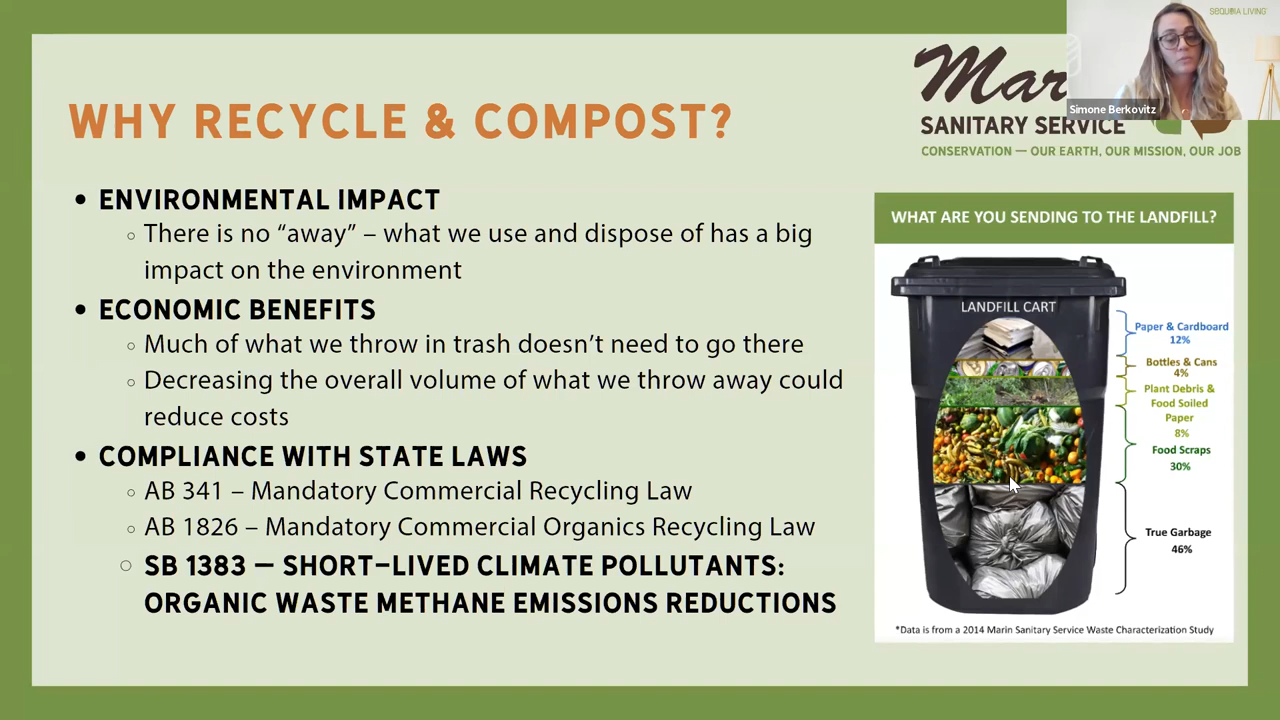 SEQUOIA LIVING
Simone Berkovitz
Mar
SANITARY SERVICE
CONSERVATION — OUR EARTH, OUR MISSION, OUR JOB
WHY RECYCLE & COMPOST?
• ENVIRONMENTAL IMPACT
○ There is no “away” – what we use and dispose of has a big
impact on the environment
• ECONOMIC BENEFITS
○ Much of what we throw in trash doesn’t need to go there
○ Decreasing the overall volume of what we throw away could
reduce costs
• COMPLIANCE WITH STATE LAWS
○ AB 341 – Mandatory Commercial Recycling Law
○ AB 1826 – Mandatory Commercial Organics Recycling Law
○ SB 1383 – SHORT-LIVED CLIMATE POLLUTANTS:
ORGANIC WASTE METHANE EMISSIONS REDUCTIONS
WHAT ARE YOU SENDING TO THE LANDFILL?
LANDFILL CART
Paper & Cardboard
12%
Bottles & Cans
4%
Plant Debris &
Food Soiled
Paper
8%
Food Scraps
30%
True Garbage
46%
*Data is from a 2014 Marin Sanitary Service Waste Characterization Study